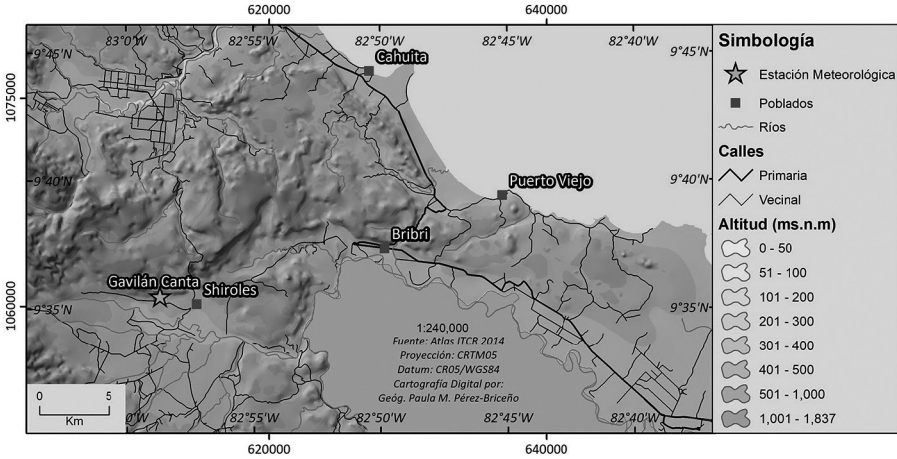 620000 640000
83°0'W 82°55'W 82°50'W 82°45'W 82°40'W
9°45'N 9°45'N
1075000
Cahuita
9°40'N 9°40'N
Puerto Viejo
Bribri
Gavilán Canta
Shiroles
9°35'N 9°35'N
1060000
1:240,000
Fuente: Atlas ITCR 2014
Proyección: CRTM05
Datum: CR05/WGS84
Cartografía Digital por:
Geóg. Paula M. Pérez-Briceño
0 5
Km
82°55'W 82°50'W 82°45'W 82°40'W
620000 640000
Simbología
Estación Meteorológica
Poblados
Ríos
Calles
Primaria
Vecinal
Altitud (ms.n.m)
0 - 50
51 - 100
101 - 200
201 - 300
301 - 400
401 - 500
501 - 1,000
1,001 - 1,837